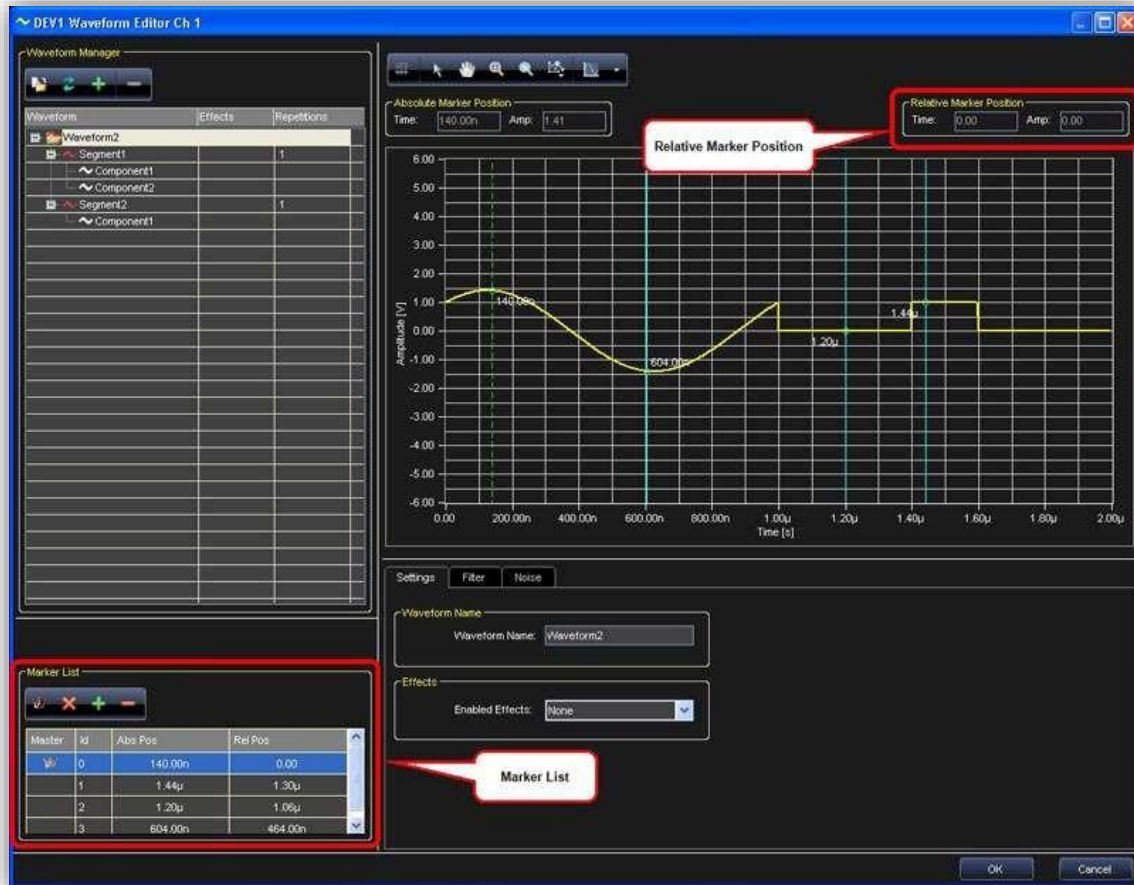 DEV1 Waveform Editor Ch 1
Waveform Manager
Waveform Effects Repetitions
Waveform2
Segment1 1
Component1
Component2
Segment2 1
Component1
Absolute Marker Position
Time: 140.00n Amp: 1.41
Relative Marker Position
Time: 0.00 Amp: 0.00
Relative Marker Position
6.00
5.00
4.00
3.00
2.00
1.00
0.00
-1.00
-2.00
-3.00
-4.00
-5.00
-6.00
Amplitude [V]
140.00n
604.00n
1.20µ
1.44µ
0.00 200.00n 400.00n 600.00n 800.00n 1.00µ 1.20µ 1.40µ 1.60µ 1.80µ 2.00µ
Time [s]
Settings Filter Noise
Waveform Name
Waveform Name: Waveform2
Effects
Enabled Effects: None
Marker List
Master Id Abs Pos Rel Pos
0 140.00n 0.00
1 1.44µ 1.30µ
2 1.20µ 1.06µ
3 604.00n 464.00n
Marker List
OK Cancel